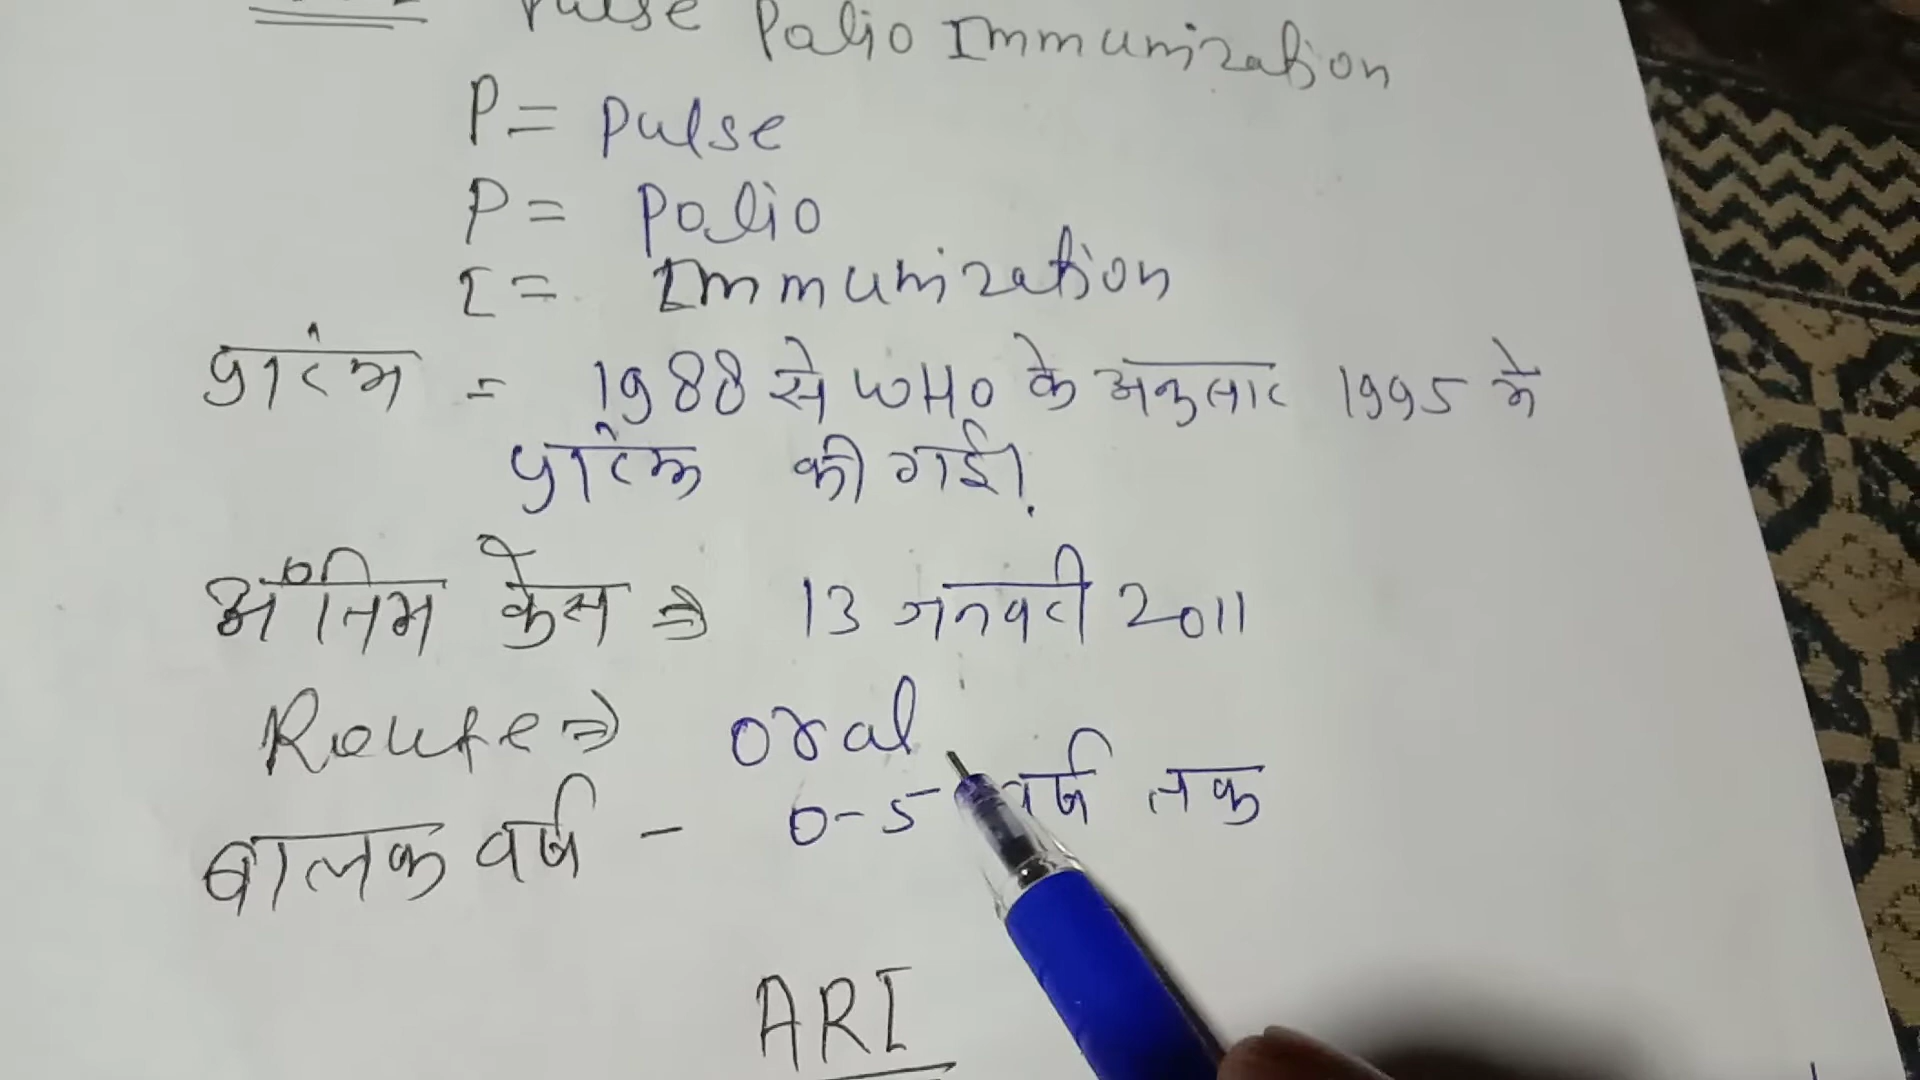 Pulse Polio Immunization
P = Pulse
P = Polio
I = Immunization
प्रारंभ = 1988 से WHO के अनुसार 1995 मे
प्रारंभ की गई।
अंतिम केस ⇒ 13 जनवरी 2011
Route ⇒ oral
बालक वर्ष - 0-5 वर्ष तक
ARI